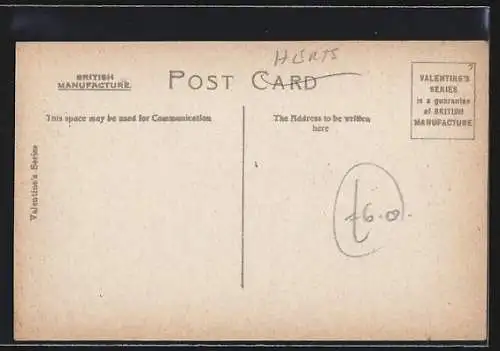 HERTS
BRITISH
MANUFACTURE.
POST CARD
VALENTINE'S
SERIES
is a guarantee
of BRITISH
MANUFACTURE
This space may be used for Communication
The Address to be written
here
Valentine's Series
£6.0.